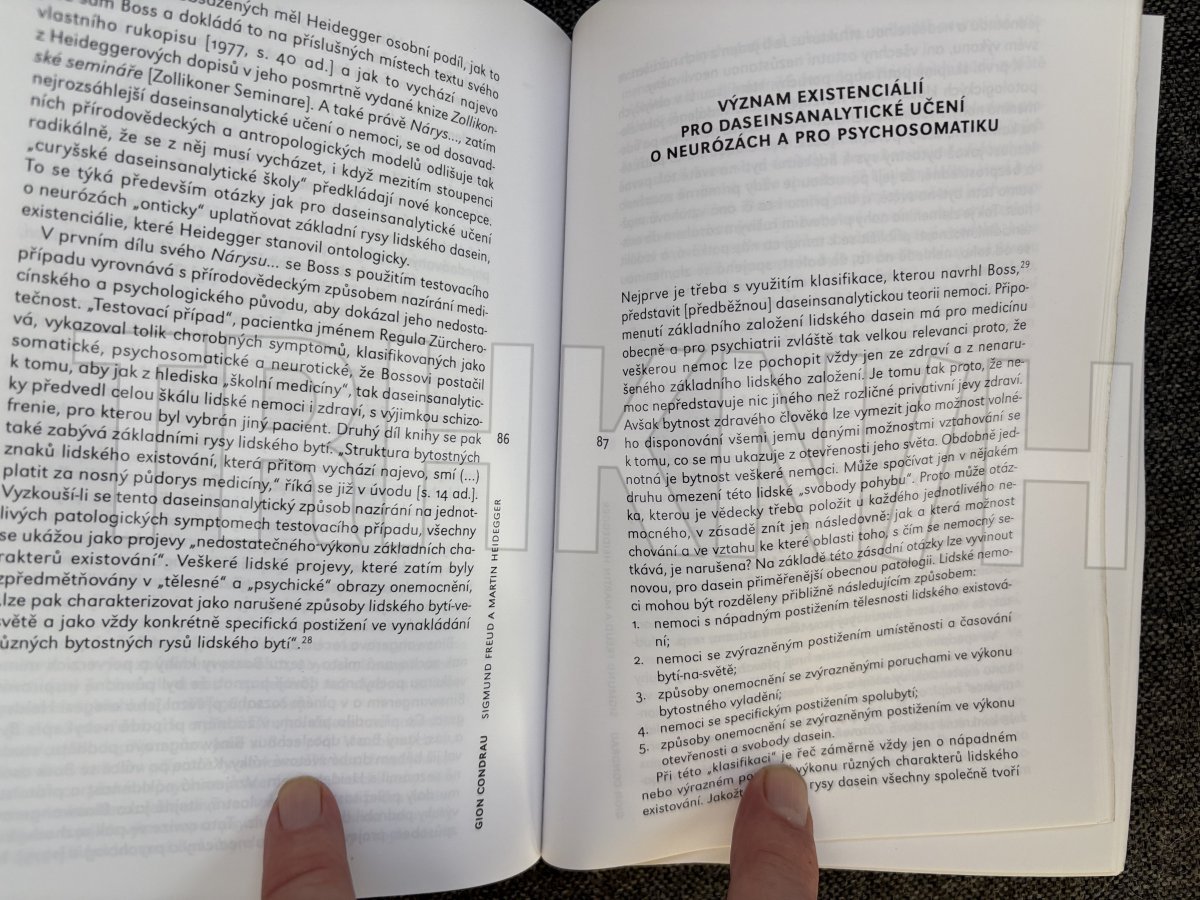 sám Boss a dokládá to na příslušných místech textu svého
vlastního rukopisu [1977, s. 40 ad.] a jak to vychází najevo
z Heideggerových dopisů v jeho posmrtně vydané knize Zollikon-
ské semináře [Zollikoner Seminare]. A také právě Nárys..., zatím
nejrozsáhlejší daseinsanalytické učení o nemoci, se od dosavad-
ních přírodovědeckých a antropologických modelů odlišuje tak
radikálně, že se z něj musí vycházet, i když mezitím stoupenci
„curyšské daseinsanalytické školy“ předkládají nové koncepce.
To se týká především otázky jak pro daseinsanalytické učení
o neurózách „onticky“ uplatňovat základní rysy lidského dasein,
existenciálie, které Heidegger stanovil ontologicky.
V prvním dílu svého Nárysu... se Boss s použitím testovacího
případu vyrovnává s přírodovědeckým způsobem nazírání medi-
cínského a psychologického původu, aby dokázal jeho nedosta-
tečnost. „Testovací případ“, pacientka jménem Regula Zürchero-
vá, vykazoval tolik chorobných symptomů, klasifikovaných jako
somatické, psychosomatické a neurotické, že Bossovi postačil
k tomu, aby jak z hlediska „školní medicíny“, tak daseinsanalytic-
ky předvedl celou škálu lidské nemoci i zdraví, s výjimkou schizo-
frenie, pro kterou byl vybrán jiný pacient. Druhý díl knihy se pak
také zabývá základními rysy lidského bytí. „Struktura bytostných
znaků lidského existování, která přitom vychází najevo, smí (...)
platit za nosný půdorys medicíny,“ říká se již v úvodu [s. 14 ad.].
Vyzkouší-li se tento daseinsanalytický způsob nazírání na jednot-
livých patologických symptomech testovacího případu, všechny
se ukážou jako projevy „nedostatečného výkonu základních cha-
rakterů existování“. Veškeré lidské projevy, které zatím byly
zpředmětňovány v „tělesné“ a „psychické“ obrazy onemocnění,
lze pak charakterizovat jako narušené způsoby lidského bytí-ve-
světě a jako vždy konkrétně specifická postižení ve vynakládání
různých bytostných rysů lidského bytí“.28
86
GION CONDRAU SIGMUND FREUD A MARTIN HEIDEGGER
VÝZNAM EXISTENCIÁLIÍ
PRO DASEINSANALYTICKÉ UČENÍ
O NEURÓZÁCH A PRO PSYCHOSOMATIKU
87
Nejprve je třeba s využitím klasifikace, kterou navrhl Boss,29
představit [předběžnou] daseinsanalytickou teorii nemoci. Připo-
menutí základního založení lidského dasein má pro medicínu
obecně a pro psychiatrii zvláště tak velkou relevanci proto, že
veškerou nemoc lze pochopit vždy jen ze zdraví a z nenaru-
šeného základního lidského založení. Je tomu tak proto, že ne-
moc nepředstavuje nic jiného než rozličné privativní jevy zdraví.
Avšak bytnost zdravého člověka lze vymezit jako možnost volné-
ho disponování všemi jemu danými možnostmi vztahování se
k tomu, co se mu ukazuje z otevřenosti jeho světa. Obdobně jed-
notná je bytnost veškeré nemoci. Může spočívat jen v nějakém
druhu omezení této lidské „svobody pohybu“. Proto může otáz-
ka, kterou je vědecky třeba položit u každého jednotlivého ne-
mocného, v zásadě znít jen následovně: jak a která možnost
chování a ve vztahu ke které oblasti toho, s čím se nemocný se-
tkává, je narušena? Na základě této zásadní otázky lze vyvinout
novou, pro dasein přiměřenější obecnou patologii. Lidské nemo-
ci mohou být rozděleny přibližně následujícím způsobem:
1. nemoci s nápadným postižením tělesnosti lidského existová-
ní;
2. nemoci se zvýrazněným postižením umístěnosti a časování
bytí-na-světě;
3. způsoby onemocnění se zvýrazněnými poruchami ve výkonu
bytostného vyladění;
4. nemoci se specifickým postižením spolubytí;
5. způsoby onemocnění se zvýrazněným postižením ve výkonu
otevřenosti a svobody dasein.
Při této „klasifikaci“ je řeč záměrně vždy jen o nápadném
nebo výrazném výkonu různých charakterů lidského
existování. Jakožt rysy dasein všechny společně tvoří
TRHKNIH